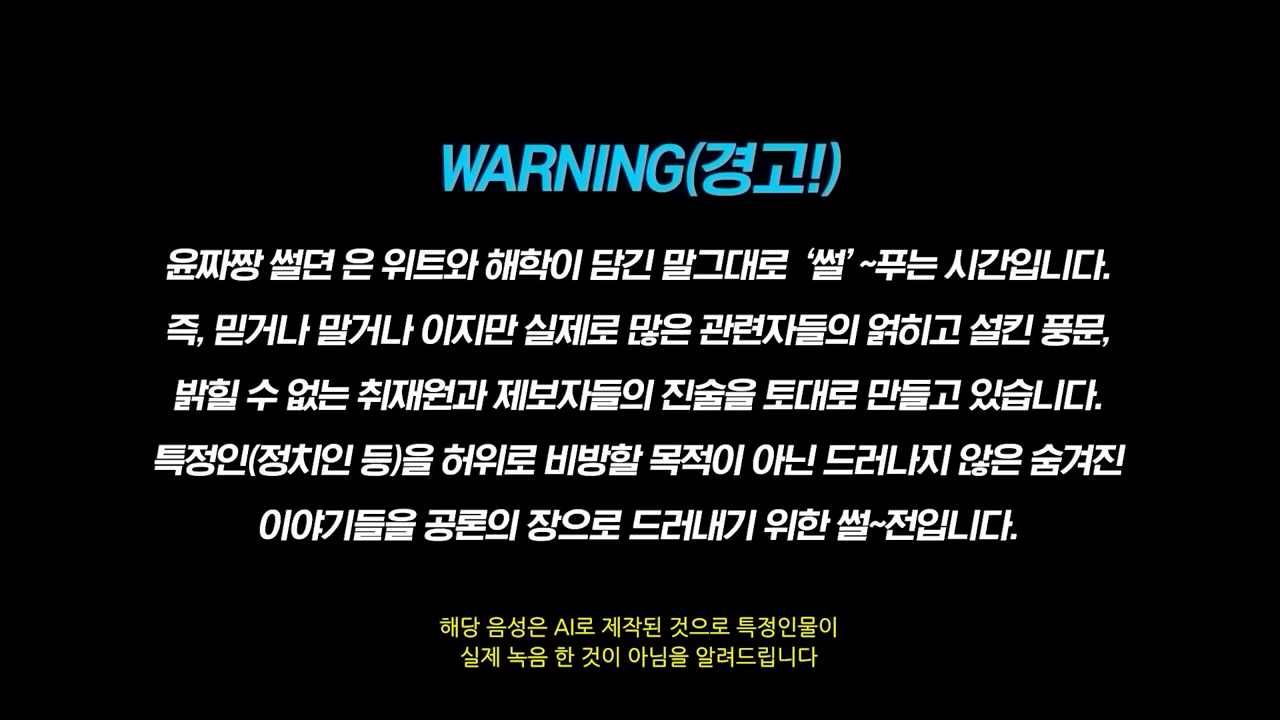 WARNING(경고!)
윤짜장 썰뎐 은 위트와 해학이 담긴 말그대로 ‘썰’ ~푸는 시간입니다.
즉, 믿거나 말거나 이지만 실제로 많은 관련자들의 얽히고 설킨 풍문,
밝힐 수 없는 취재원과 제보자들의 진술을 토대로 만들고 있습니다.
특정인(정치인 등)을 허위로 비방할 목적이 아닌 드러나지 않은 숨겨진
이야기들을 공론의 장으로 드러내기 위한 썰~전입니다.
해당 음성은 AI로 제작된 것으로 특정인물이
실제 녹음 한 것이 아님을 알려드립니다